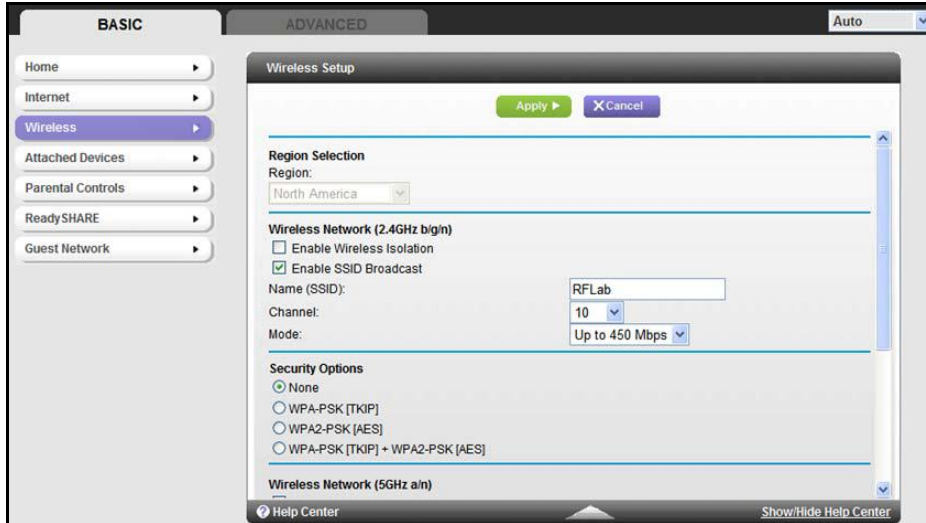 BASIC
ADVANCED
Auto
Home
Internet
Wireless
Attached Devices
Parental Controls
ReadySHARE
Guest Network
Wireless Setup
Apply
Cancel
Region Selection
Region:
North America
Wireless Network (2.4GHz b/g/n)
Enable Wireless Isolation
Enable SSID Broadcast
Name (SSID): RFLab
Channel: 10
Mode: Up to 450 Mbps
Security Options
None
WPA-PSK [TKIP]
WPA2-PSK [AES]
WPA-PSK [TKIP] + WPA2-PSK [AES]
Wireless Network (5GHz a/n)
Help Center
Show/Hide Help Center